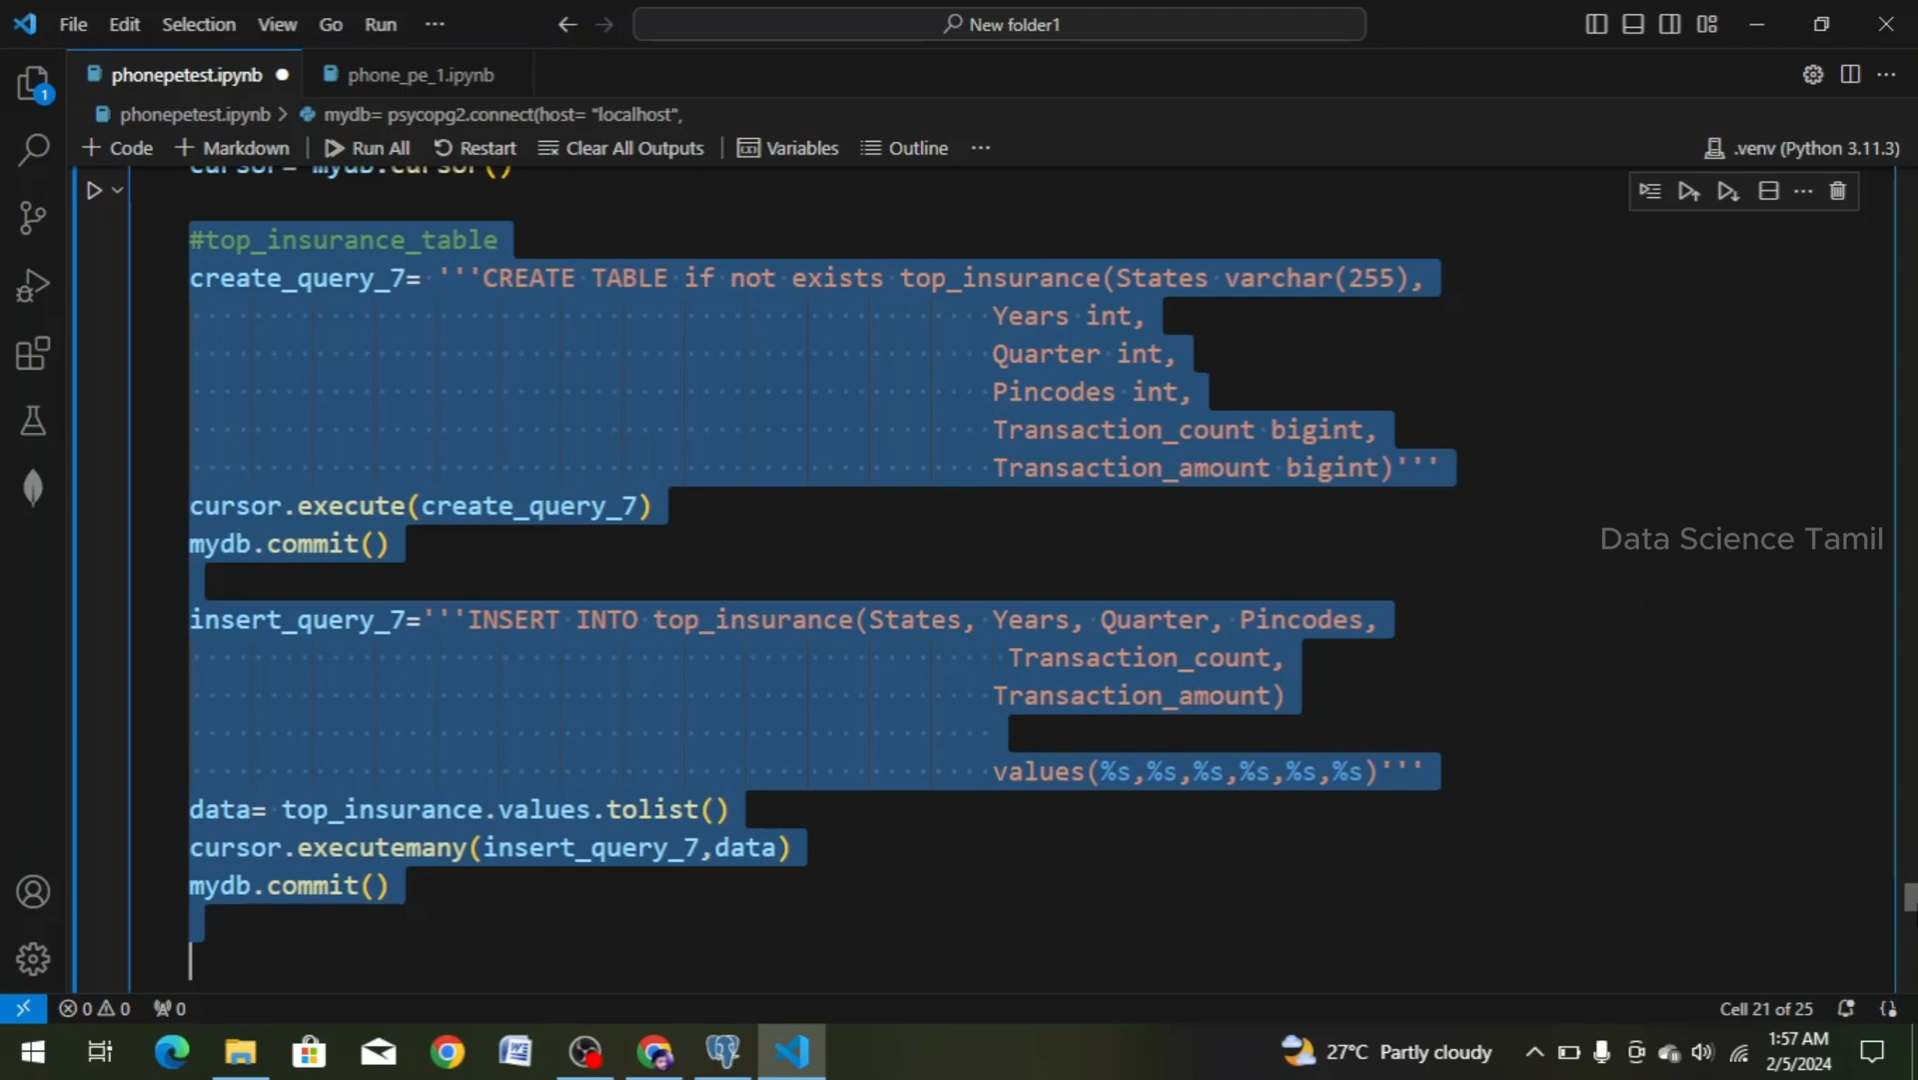 File Edit Selection View Go Run ··· New folder1
phonepetest.ipynb phone_pe_1.ipynb
phonepetest.ipynb > mydb= psycopg2.connect(host= "localhost",
+ Code + Markdown Run All Restart Clear All Outputs Variables Outline ··· .venv (Python 3.11.3)
cursor= mydb.cursor()
#top_insurance_table
create_query_7= '''CREATE TABLE if not exists top_insurance(States varchar(255),
Years int,
Quarter int,
Pincodes int,
Transaction_count bigint,
Transaction_amount bigint)'''
cursor.execute(create_query_7)
mydb.commit()
Data Science Tamil
insert_query_7='''INSERT INTO top_insurance(States, Years, Quarter, Pincodes,
Transaction_count,
Transaction_amount)
values(%s,%s,%s,%s,%s,%s)'''
data= top_insurance.values.tolist()
cursor.executemany(insert_query_7,data)
mydb.commit()
0 0 0 Cell 21 of 25
27°C Partly cloudy 1:57 AM
2/5/2024